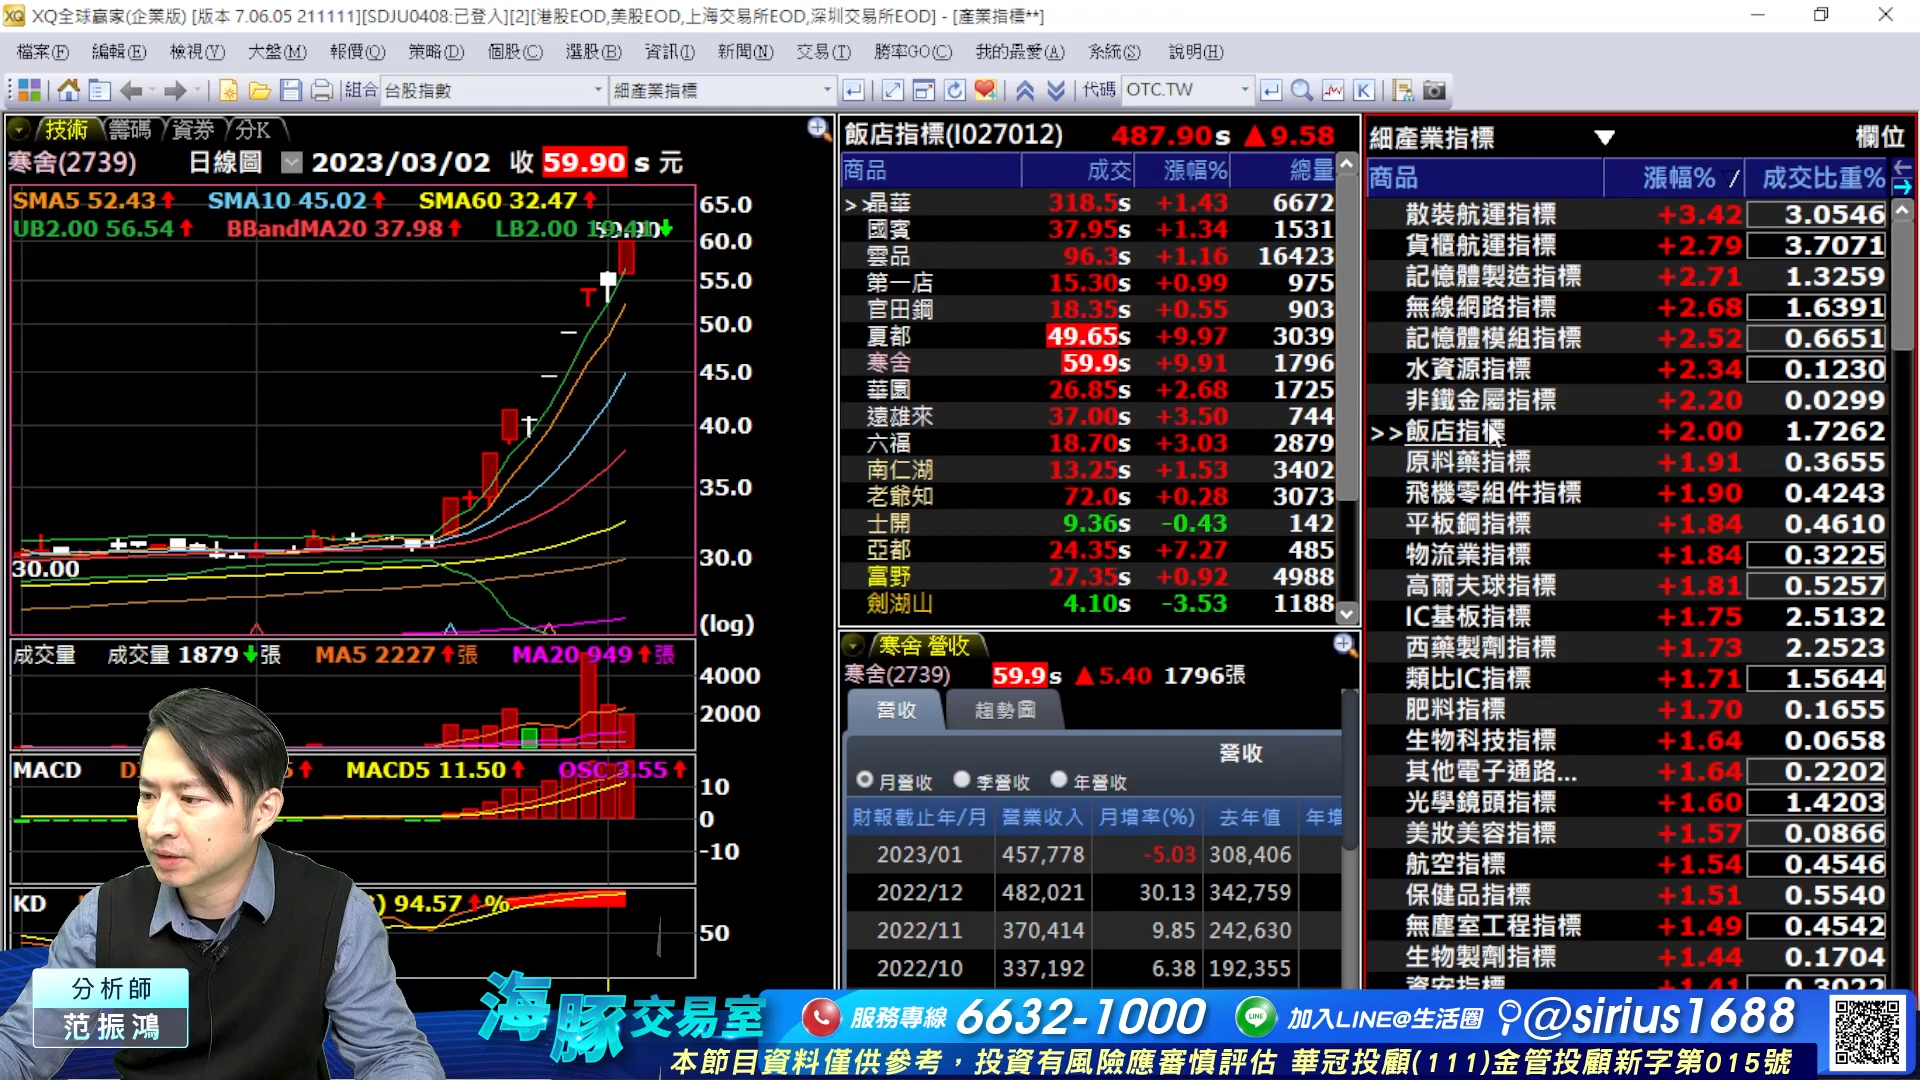 XQ全球贏家(企業版) [版本 7.06.05 211111][SDJU0408:已登入][2][港股EOD,美股EOD,上海交易所EOD,深圳交易所EOD] - [產業指標**]
檔案(F) 編輯(E) 檢視(V) 大盤(M) 報價(Q) 策略(D) 個股(C) 選股(B) 資訊(I) 新聞(N) 交易(T) 勝率GO(C) 我的最愛(A) 系統(S) 說明(H)
組合 台股指數 細產業指標 代碼 OTC.TW
技術 籌碼 資券 分K
寒舍(2739) 日線圖 2023/03/02 收 59.90 s 元
SMA5 52.43 SMA10 45.02 SMA60 32.47
UB2.00 56.54 BBandMA20 37.98 LB2.00 19.41
59.90
65.0
60.0
55.0
50.0
45.0
40.0
35.0
30.0
30.00
(log)
成交量 成交量 1879 張 MA5 2227 張 MA20 949 張
4000
2000
MACD MACD5 11.50 OSC 3.55
10
0
-10
KD 94.57 %
50
飯店指標(I027012) 487.90 s ▲9.58
商品 成交 漲幅% 總量
>>晶華 318.5s +1.43 6672
國賓 37.95s +1.34 1531
雲品 96.3s +1.16 16423
第一店 15.30s +0.99 975
官田鋼 18.35s +0.55 903
夏都 49.65s +9.97 3039
寒舍 59.9s +9.91 1796
華園 26.85s +2.68 1725
遠雄來 37.00s +3.50 744
六福 18.70s +3.03 2879
南仁湖 13.25s +1.53 3402
老爺知 72.0s +0.28 3073
士開 9.36s -0.43 142
亞都 24.35s +7.27 485
富野 27.35s +0.92 4988
劍湖山 4.10s -3.53 1188
寒舍 營收
寒舍(2739) 59.9 s ▲5.40 1796張
營收 趨勢圖
營收
月營收 季營收 年營收
財報截止年/月 營業收入 月增率(%) 去年值 年增
2023/01 457,778 -5.03 308,406
2022/12 482,021 30.13 342,759
2022/11 370,414 9.85 242,630
2022/10 337,192 6.38 192,355
細產業指標 ▼ 欄位
商品 漲幅% 成交比重%
散裝航運指標 +3.42 3.0546
貨櫃航運指標 +2.79 3.7071
記憶體製造指標 +2.71 1.3259
無線網路指標 +2.68 1.6391
記憶體模組指標 +2.52 0.6651
水資源指標 +2.34 0.1230
非鐵金屬指標 +2.20 0.0299
>>飯店指標 +2.00 1.7262
原料藥指標 +1.91 0.3655
飛機零組件指標 +1.90 0.4243
平板鋼指標 +1.84 0.4610
物流業指標 +1.84 0.3225
高爾夫球指標 +1.81 0.5257
IC基板指標 +1.75 2.5132
西藥製劑指標 +1.73 2.2523
類比IC指標 +1.71 1.5644
肥料指標 +1.70 0.1655
生物科技指標 +1.64 0.0658
其他電子通路... +1.64 0.2202
光學鏡頭指標 +1.60 1.4203
美妝美容指標 +1.57 0.0866
航空指標 +1.54 0.4546
保健品指標 +1.51 0.5540
無塵室工程指標 +1.49 0.4542
生物製劑指標 +1.44 0.1704
資安指標 +1.41 0.3022
分析師
范振鴻
海豚交易室 服務專線 6632-1000 LINE 加入LINE@生活圈 @sirius1688
本節目資料僅供參考，投資有風險應審慎評估 華冠投顧(111)金管投顧新字第015號